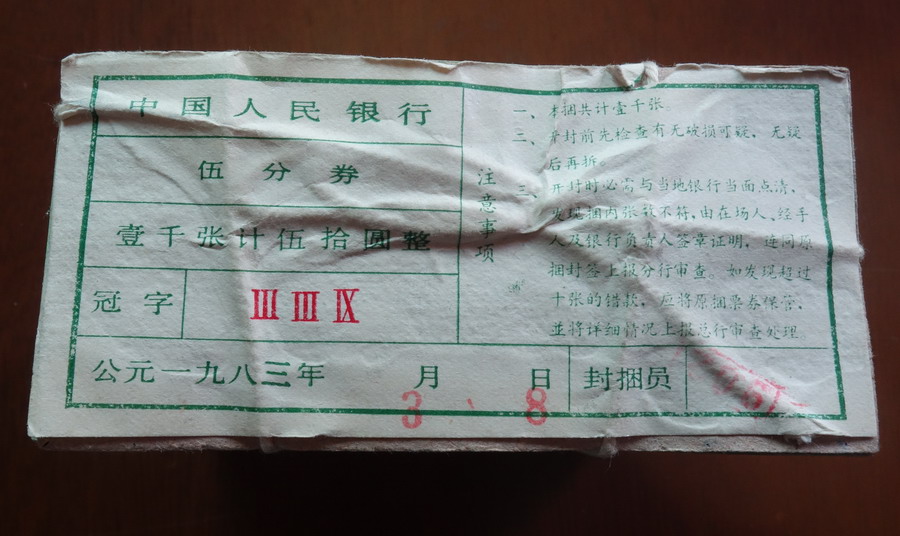 中国人民银行
伍分券
壹千张计伍拾圆整
冠字 III III IX
公元一九八三年 月 日
3 8
封捆员
注意事项
一、本捆共计壹千张。
二、开封前先检查有无破损可疑,无疑
后再拆。
三、开封时必需与当地银行当面点清,
发现捆内张数不符,由在场人、经手
人及银行负责人签章证明,连同原
捆封签上报分行审查。如发现超过
十张的错款,应将原捆票券保管,
並将详细情况上报总行审查处理